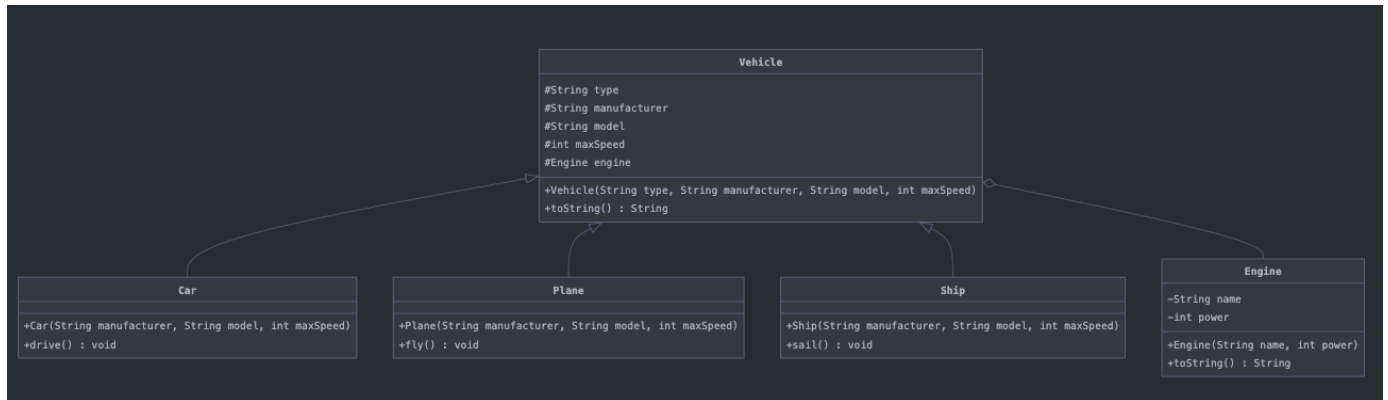 Vehicle
#String type
#String manufacturer
#String model
#int maxSpeed
#Engine engine
+Vehicle(String type, String manufacturer, String model, int maxSpeed)
+toString() : String
Car
+Car(String manufacturer, String model, int maxSpeed)
+drive() : void
Plane
+Plane(String manufacturer, String model, int maxSpeed)
+fly() : void
Ship
+Ship(String manufacturer, String model, int maxSpeed)
+sail() : void
Engine
-String name
-int power
+Engine(String name, int power)
+toString() : String